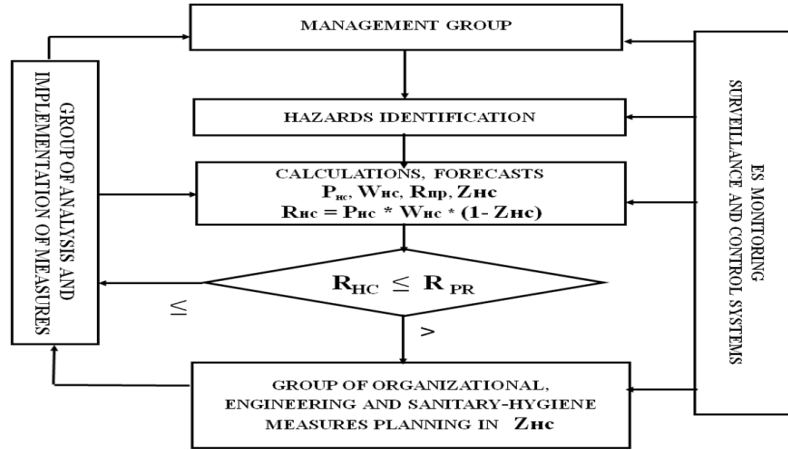 MANAGEMENT GROUP
HAZARDS IDENTIFICATION
CALCULATIONS, FORECASTS
Pнс, Wнс, Rпр, Zнс
Rнс = Pнс * Wнс * (1- Zнс)
RHC ≤ R PR
≤
>
GROUP OF ORGANIZATIONAL,
ENGINEERING AND SANITARY-HYGIENE
MEASURES PLANNING IN Zнс
GROUP OF ANALYSIS AND
IMPLEMENTATION OF MEASURES
ES MONITORING
SURVEILLANCE AND CONTROL SYSTEMS